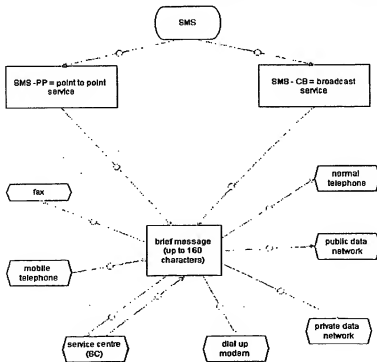 SMS
SMS -PP = point to point
service
SMS - CB = broadcast
service
normal
telephone
fax
brief message
(up to 160
characters)
public data
network
mobile
telephone
private data
network
service centre
(SC)
dial up
modern